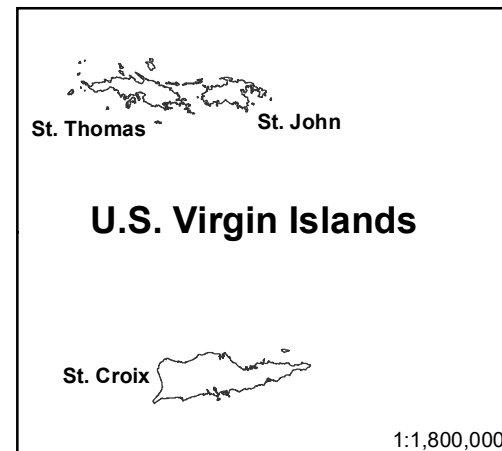 St. Thomas
St. John
U.S. Virgin Islands
St. Croix
1:1,800,000